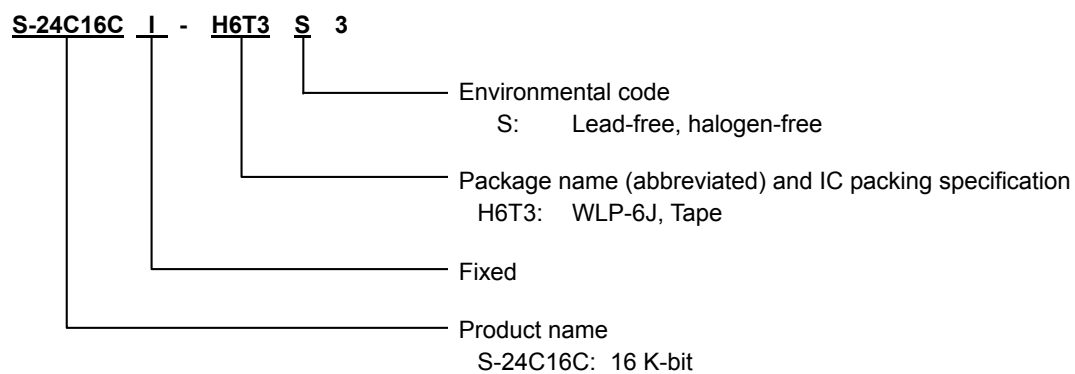 S-24C16C I - H6T3 S 3
Environmental code
S: Lead-free, halogen-free
Package name (abbreviated) and IC packing specification
H6T3: WLP-6J, Tape
Fixed
Product name
S-24C16C: 16 K-bit